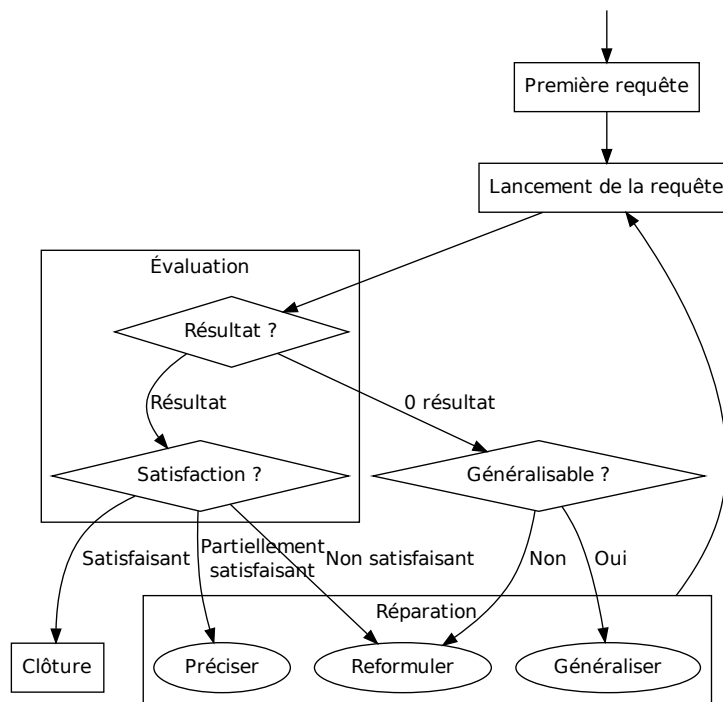 Première requête
Lancement de la requête
Évaluation
Résultat ?
Résultat
0 résultat
Satisfaction ?
Généralisable ?
Satisfaisant
Partiellement
satisfaisant
Non satisfaisant
Non
Oui
Réparation
Clôture
Préciser
Reformuler
Généraliser